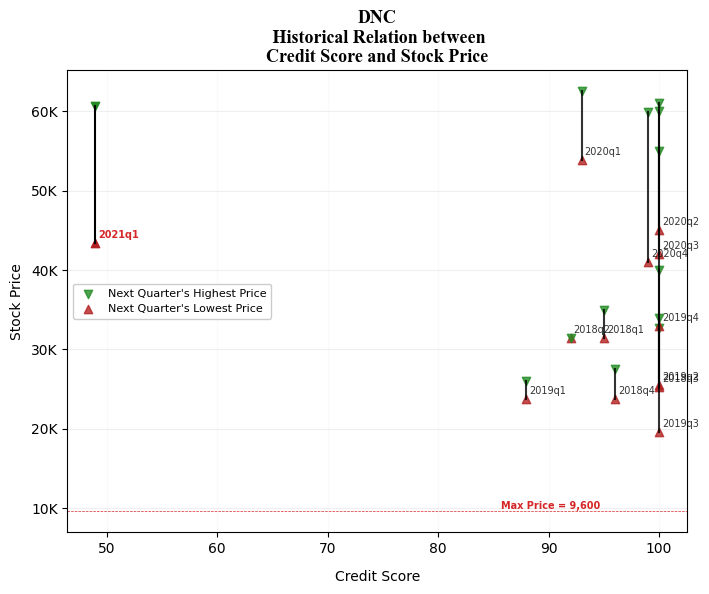 DNC
Historical Relation between
Credit Score and Stock Price
60K
50K
40K
30K
20K
10K
Stock Price
2020q1
2021q1
2020q2
2020q3
2020q4
Next Quarter's Highest Price
Next Quarter's Lowest Price
2019q4
2018q2
2018q1
2019q2
2018q3
2019q1
2018q4
2019q3
Max Price = 9,600
50
60
70
80
90
100
Credit Score